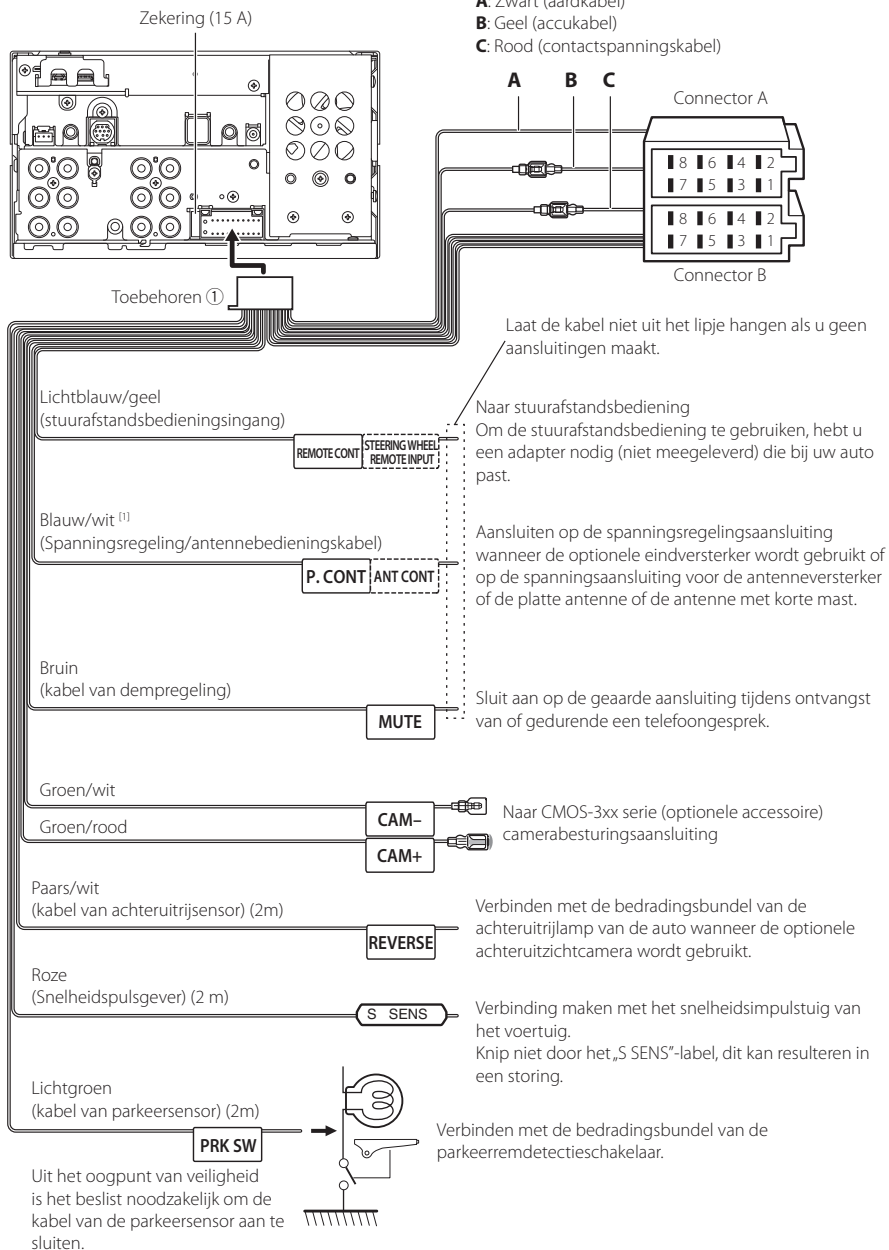 Zekering (15 A)
A: Zwart (aardkabel)
B: Geel (accukabel)
C: Rood (contactspanningskabel)
A
B
C
Connector A
8 6 4 2
7 5 3 1
8 6 4 2
7 5 3 1
Connector B
Toebehoren ①
Laat de kabel niet uit het lipje hangen als u geen
aansluitingen maakt.
Lichtblauw/geel
(stuurafstandsbedieningsingang)
REMOTE CONT
STEERING WHEEL
REMOTE INPUT
Naar stuurafstandsbediening
Om de stuurafstandsbediening te gebruiken, hebt u
een adapter nodig (niet meegeleverd) die bij uw auto
past.
Blauw/wit [1]
(Spanningsregeling/antennebedieningskabel)
P. CONT
ANT CONT
Aansluiten op de spanningsregelingsaansluiting
wanneer de optionele eindversterker wordt gebruikt of
op de spanningsaansluiting voor de antenneversterker
of de platte antenne of de antenne met korte mast.
Bruin
(kabel van dempregeling)
MUTE
Sluit aan op de geaarde aansluiting tijdens ontvangst
van of gedurende een telefoongesprek.
Groen/wit
CAM–
Groen/rood
CAM+
Naar CMOS-3xx serie (optionele accessoire)
camerabesturingsaansluiting
Paars/wit
(kabel van achteruitrijsensor) (2m)
REVERSE
Verbinden met de bedradingsbundel van de
achteruitrijlamp van de auto wanneer de optionele
achteruitzichtcamera wordt gebruikt.
Roze
(Snelheidspulsgever) (2 m)
S SENS
Verbinding maken met het snelheidsimpulstuig van
het voertuig.
Knip niet door het „S SENS”-label, dit kan resulteren in
een storing.
Lichtgroen
(kabel van parkeersensor) (2m)
PRK SW
Verbinden met de bedradingsbundel van de
parkeerremdetectieschakelaar.
Uit het oogpunt van veiligheid
is het beslist noodzakelijk om de
kabel van de parkeersensor aan te
sluiten.